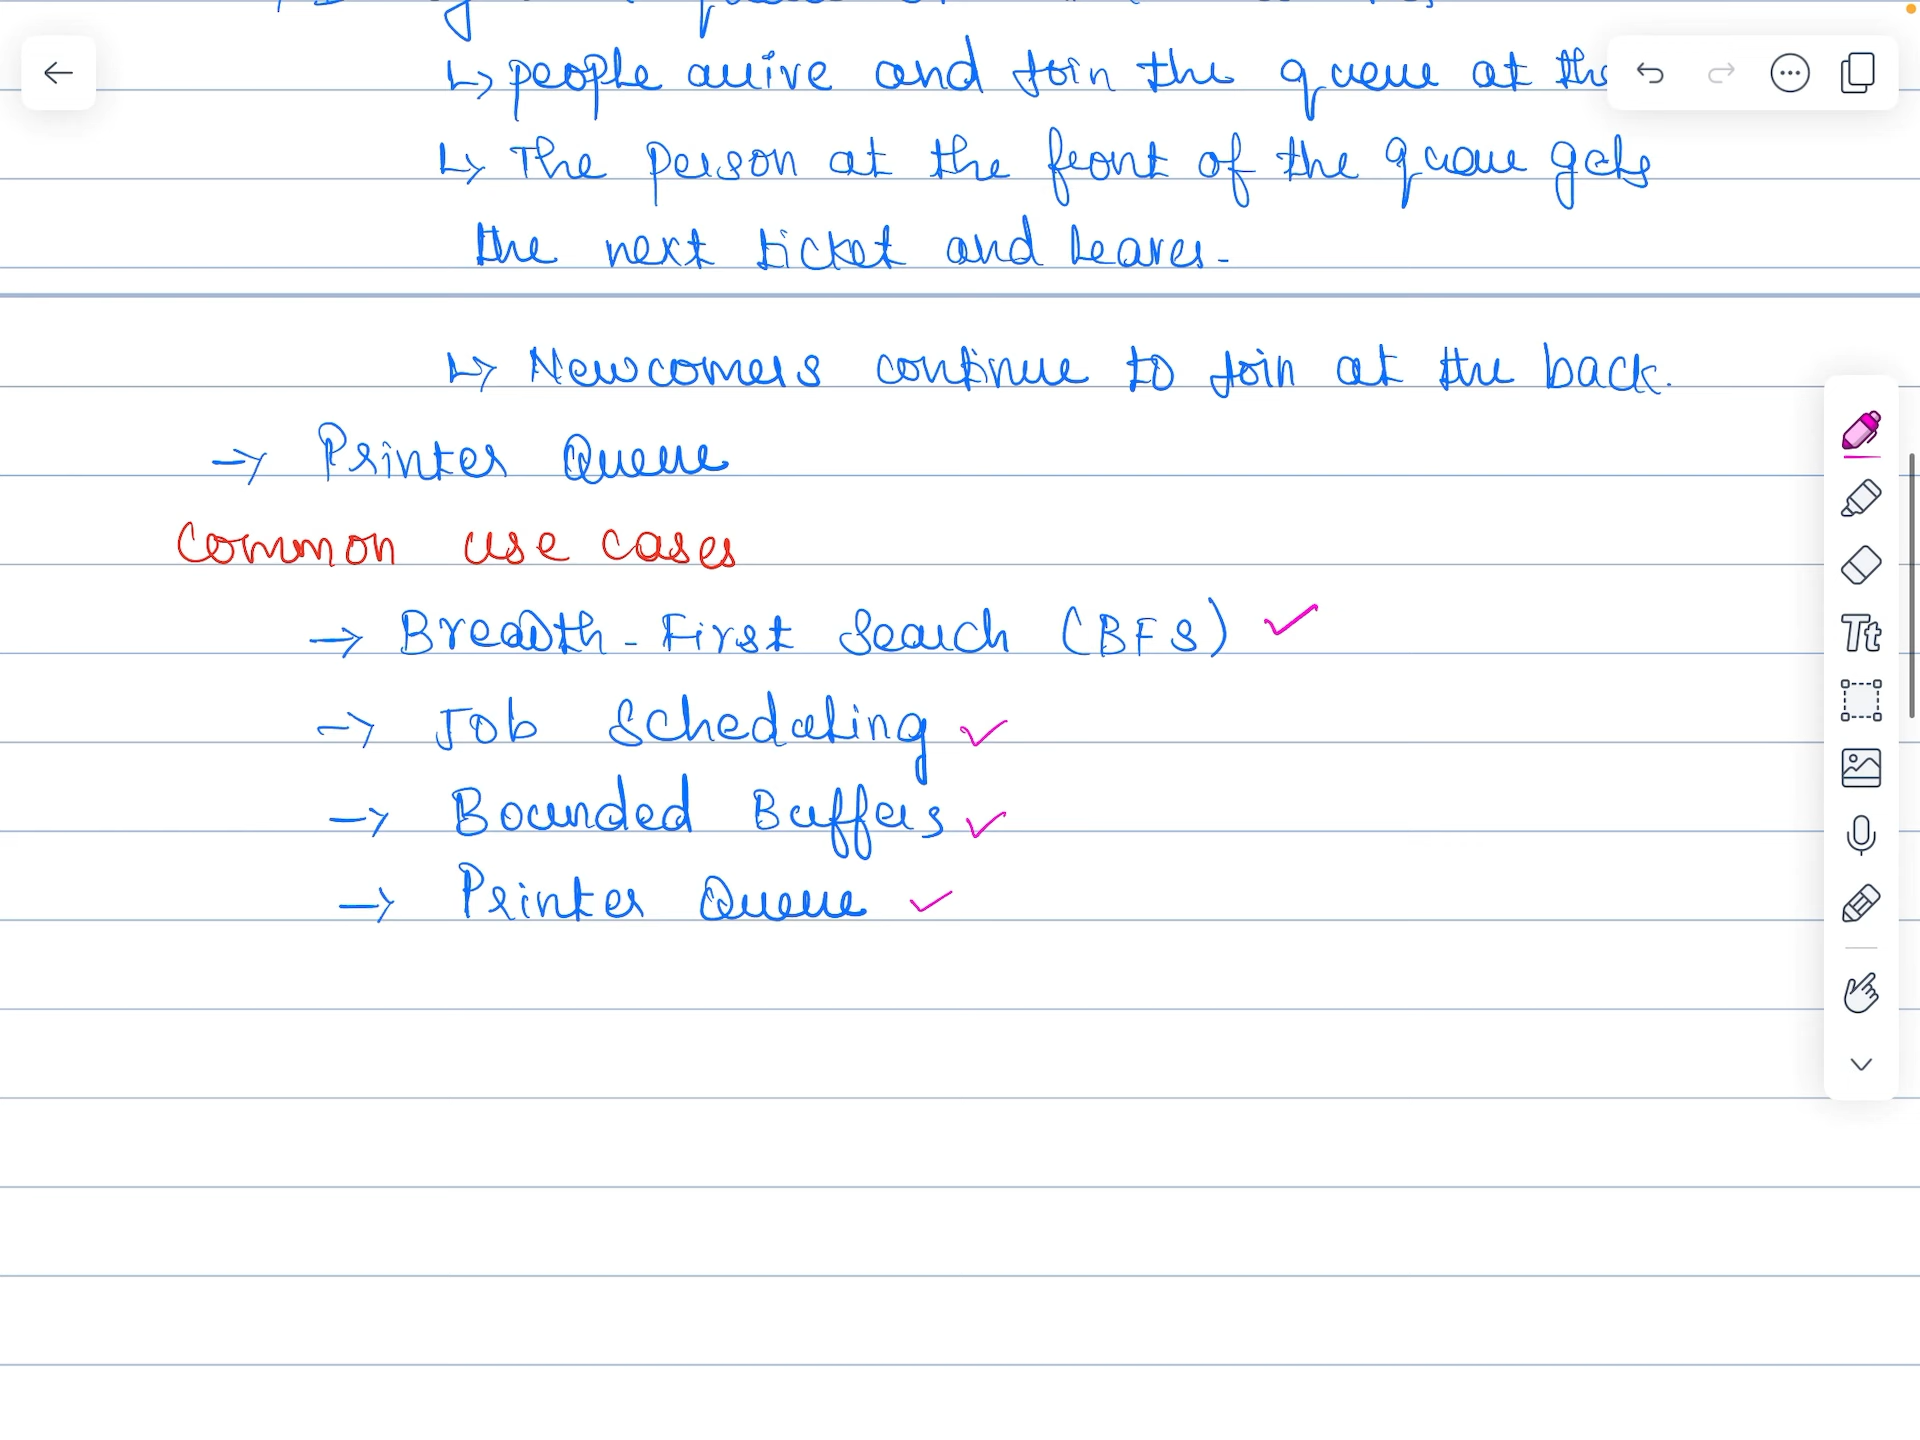 ↳ people arrive and join the queue at the
↳ The person at the front of the queue gets
the next ticket and leaves.
↳ Newcomers continue to join at the back.
→ Printer Queue
Common use cases
→ Breadth-First Search (BFS) ✓
→ Job Scheduling ✓
→ Bounded Buffers ✓
→ Printer Queue ✓
Tt